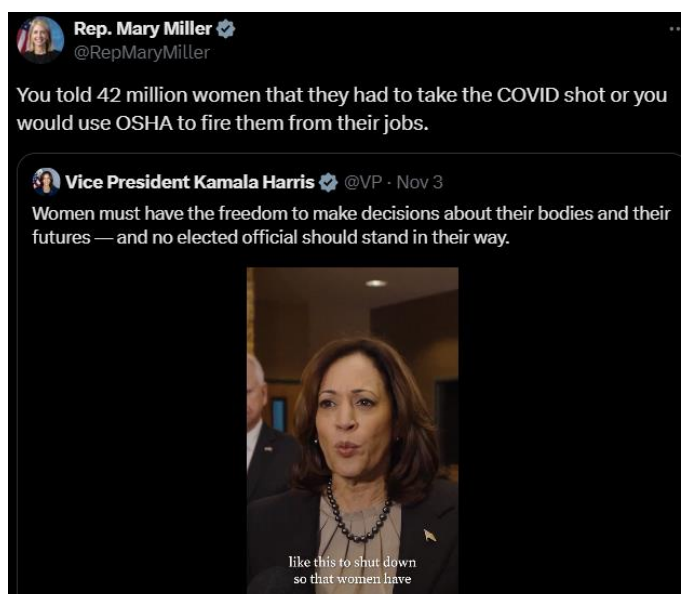 Rep. Mary Miller
@RepMaryMiller
You told 42 million women that they had to take the COVID shot or you
would use OSHA to fire them from their jobs.
Vice President Kamala Harris @VP · Nov 3
Women must have the freedom to make decisions about their bodies and their
futures — and no elected official should stand in their way.
like this to shut down
so that women have